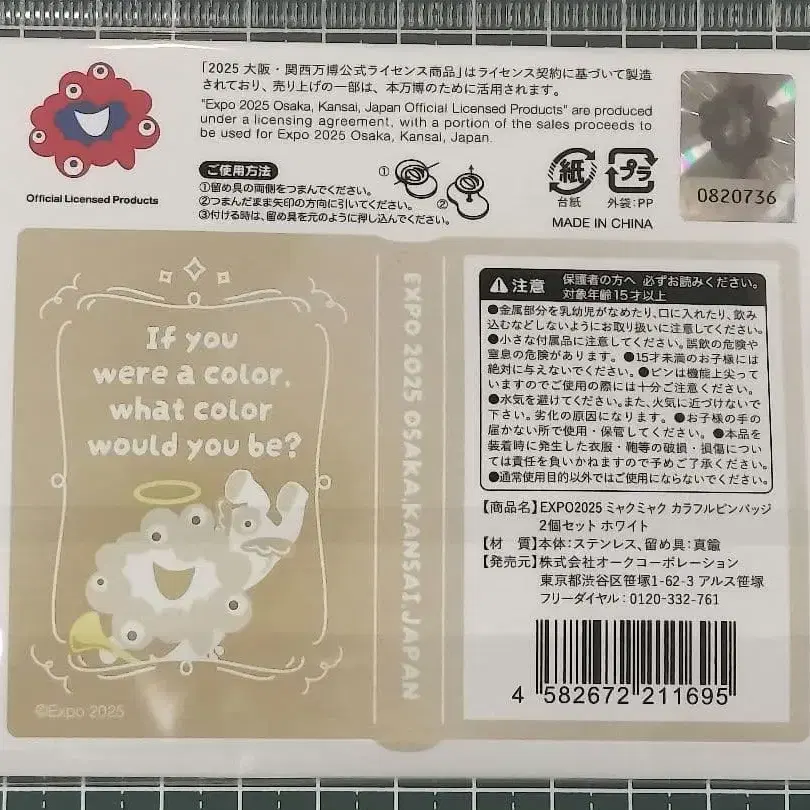 「2025 大阪・関西万博公式ライセンス商品」はライセンス契約に基づいて製造
されており、売り上げの一部は、本万博のために活用されます。
"Expo 2025 Osaka, Kansai, Japan Official Licensed Products" are produced
under a licensing agreement, with a portion of the sales proceeds to
be used for Expo 2025 Osaka, Kansai, Japan.
Official Licensed Products
ご使用方法
①留め具の両側をつまんでください。
②つまんだまま矢印の方向に引いてください。
③付ける時は、留め具を元のように押し込んでください。
①
②
紙
台紙
プラ
外袋:PP
MADE IN CHINA
0820736
If you
were a color,
what color
would you be?
©Expo 2025
EXPO 2025 OSAKA,KANSAI,JAPAN
注意
保護者の方へ 必ずお読みください。
対象年齢15才以上
●金属部分を乳幼児がなめたり、口に入れたり、飲み
込むなどしないようにお取り扱いに注意してください。
●小さな付属品に注意してください。誤飲の危険や
窒息の危険があります。●15才未満のお子様には
絶対に与えないでください。●ピンは機能上尖って
いますのでご使用の際には十分ご注意ください。
●水気を避けてください。また、火気に近づけないで
下さい。劣化の原因になります。●お子様の手の
届かない所で使用・保管してください。●本品を
装着時に発生した衣服・鞄等の破損・損傷につい
ては責任を負いかねますので予めご了承ください。
●通常使用目的以外ではご使用にならないでください。
【商品名】EXPO2025 ミャクミャク カラフルピンバッジ
2個セット ホワイト
【材 質】本体:ステンレス、留め具:真鍮
【発売元】株式会社オークコーポレーション
東京都渋谷区笹塚1-62-3 アルス笹塚
フリーダイヤル:0120-332-761
4 582672 211695